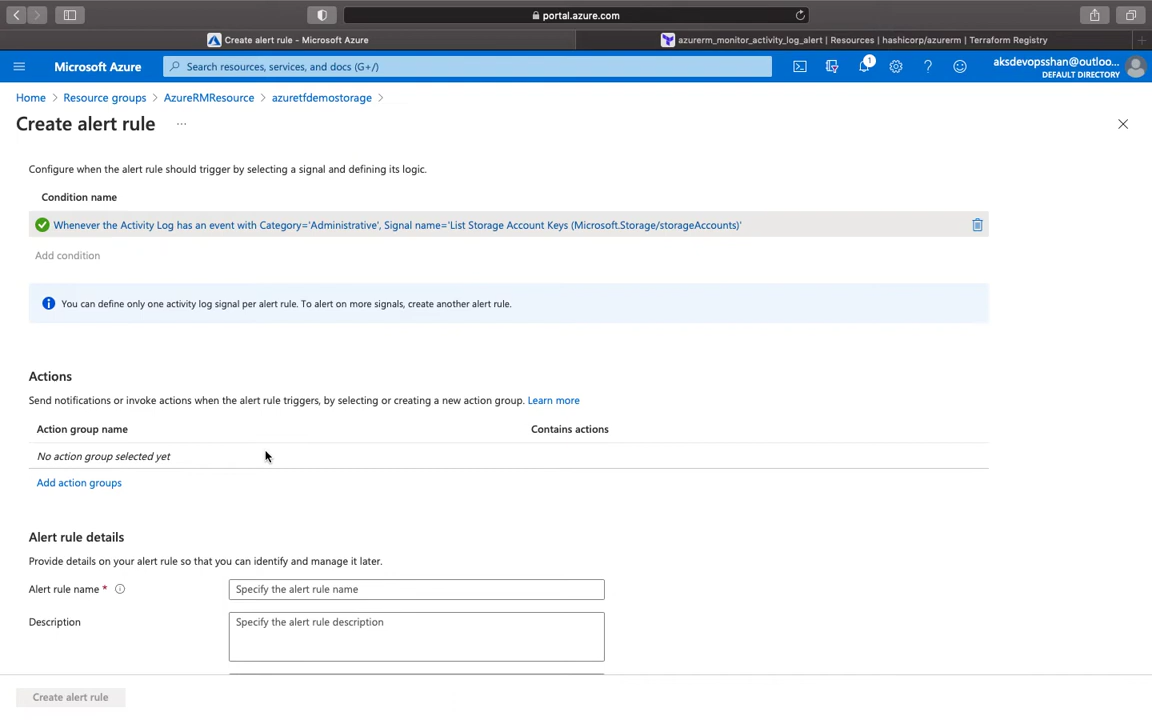 portal.azure.com
Create alert rule - Microsoft Azure
azurerm_monitor_activity_log_alert | Resources | hashicorp/azurerm | Terraform Registry
Microsoft Azure
Search resources, services, and docs (G+/)
1
aksdevopsshan@outloo...
DEFAULT DIRECTORY
Home > Resource groups > AzureRMResource > azuretfdemostorage >
Create alert rule ...
Configure when the alert rule should trigger by selecting a signal and defining its logic.
Condition name
Whenever the Activity Log has an event with Category='Administrative', Signal name='List Storage Account Keys (Microsoft.Storage/storageAccounts)'
Add condition
You can define only one activity log signal per alert rule. To alert on more signals, create another alert rule.
Actions
Send notifications or invoke actions when the alert rule triggers, by selecting or creating a new action group. Learn more
Action group name Contains actions
No action group selected yet
Add action groups
Alert rule details
Provide details on your alert rule so that you can identify and manage it later.
Alert rule name * Specify the alert rule name
Description Specify the alert rule description
Create alert rule